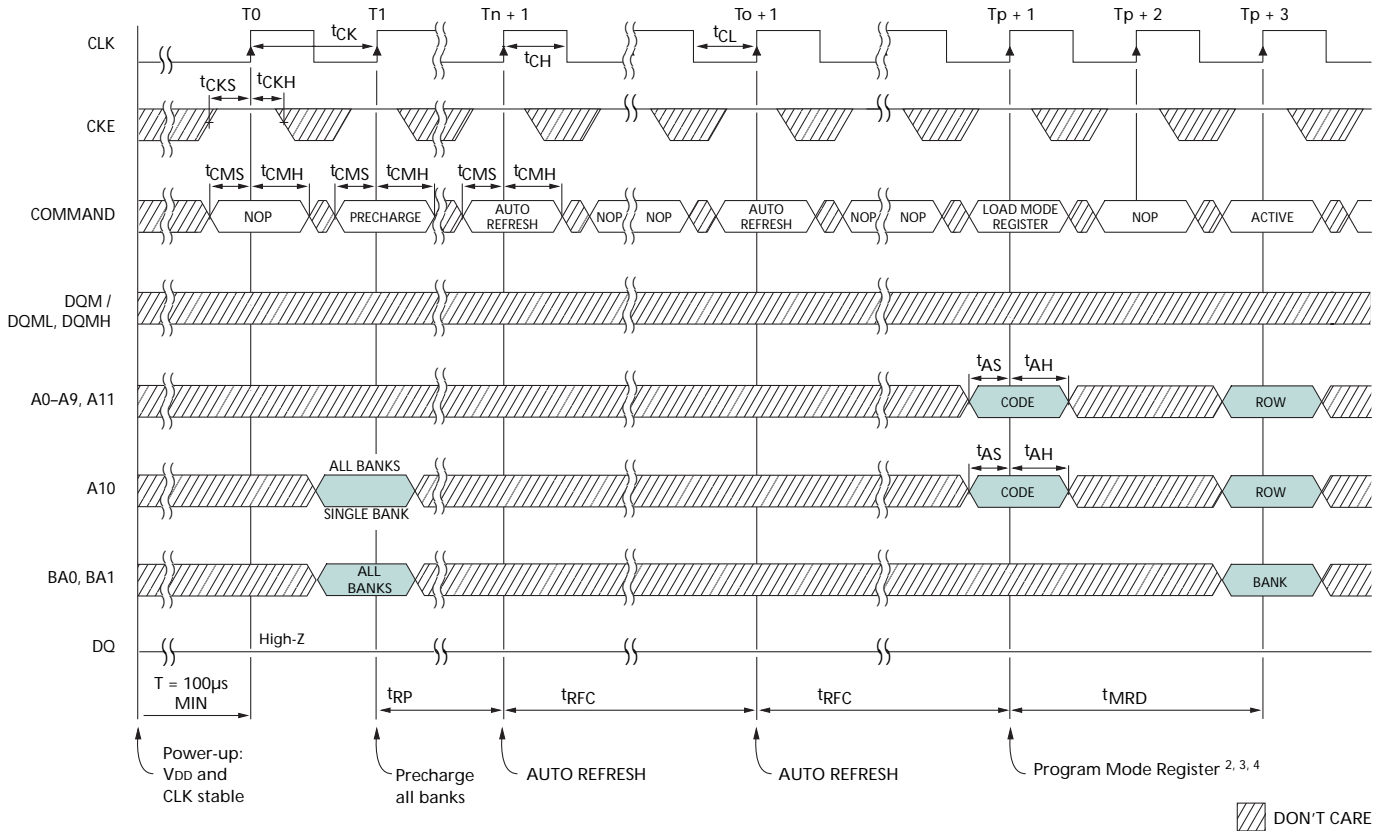 T0 T1 Tn + 1 To + 1 Tp + 1 Tp + 2 Tp + 3
CLK
tCK
tCH
tCL
tCKS tCKH
CKE
tCMS tCMH tCMS tCMH tCMS tCMH
COMMAND
NOP PRECHARGE AUTO REFRESH NOP NOP AUTO REFRESH NOP NOP LOAD MODE REGISTER NOP ACTIVE
DQM /
DQML, DQMH
tAS tAH
A0–A9, A11
CODE ROW
ALL BANKS
tAS tAH
A10
CODE ROW
SINGLE BANK
BA0, BA1
ALL BANKS
BANK
DQ
High-Z
T = 100µs
MIN
tRP tRFC tRFC tMRD
Power-up:
VDD and
CLK stable
Precharge
all banks
AUTO REFRESH
AUTO REFRESH
Program Mode Register 2, 3, 4
DON'T CARE